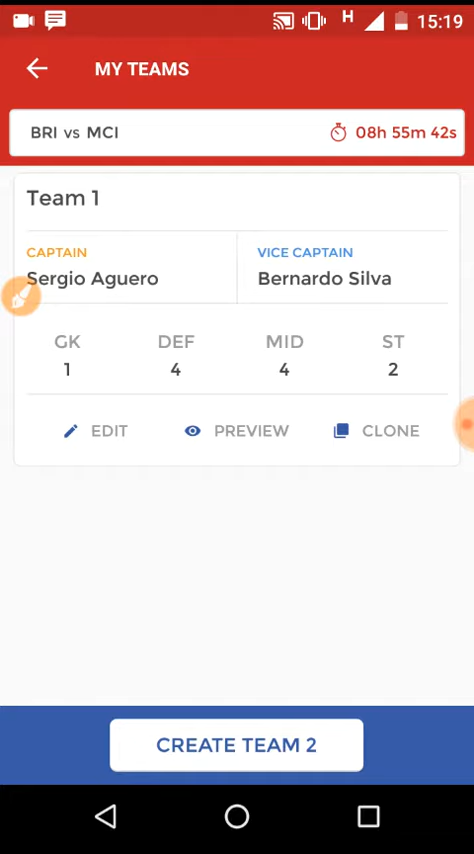 H 15:19
MY TEAMS
BRI vs MCI 08h 55m 42s
Team 1
CAPTAIN VICE CAPTAIN
Sergio Aguero Bernardo Silva
GK DEF MID ST
1 4 4 2
EDIT PREVIEW CLONE
CREATE TEAM 2